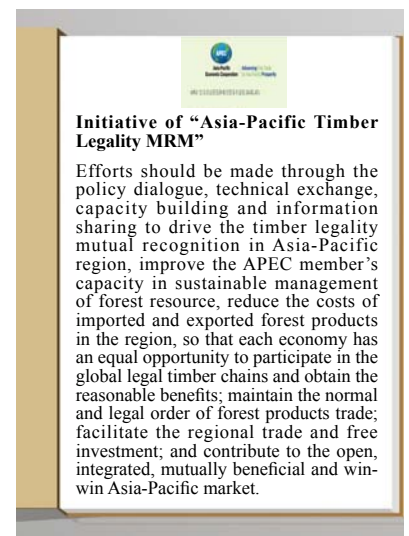 APEC
Asia-Pacific
Economic Cooperation
Initiative of “Asia-Pacific Timber
Legality MRM”
Efforts should be made through the
policy dialogue, technical exchange,
capacity building and information
sharing to drive the timber legality
mutual recognition in Asia-Pacific
region, improve the APEC member’s
capacity in sustainable management
of forest resource, reduce the costs of
imported and exported forest products
in the region, so that each economy has
an equal opportunity to participate in the
global legal timber chains and obtain the
reasonable benefits; maintain the normal
and legal order of forest products trade;
facilitate the regional trade and free
investment; and contribute to the open,
integrated, mutually beneficial and win-
win Asia-Pacific market.